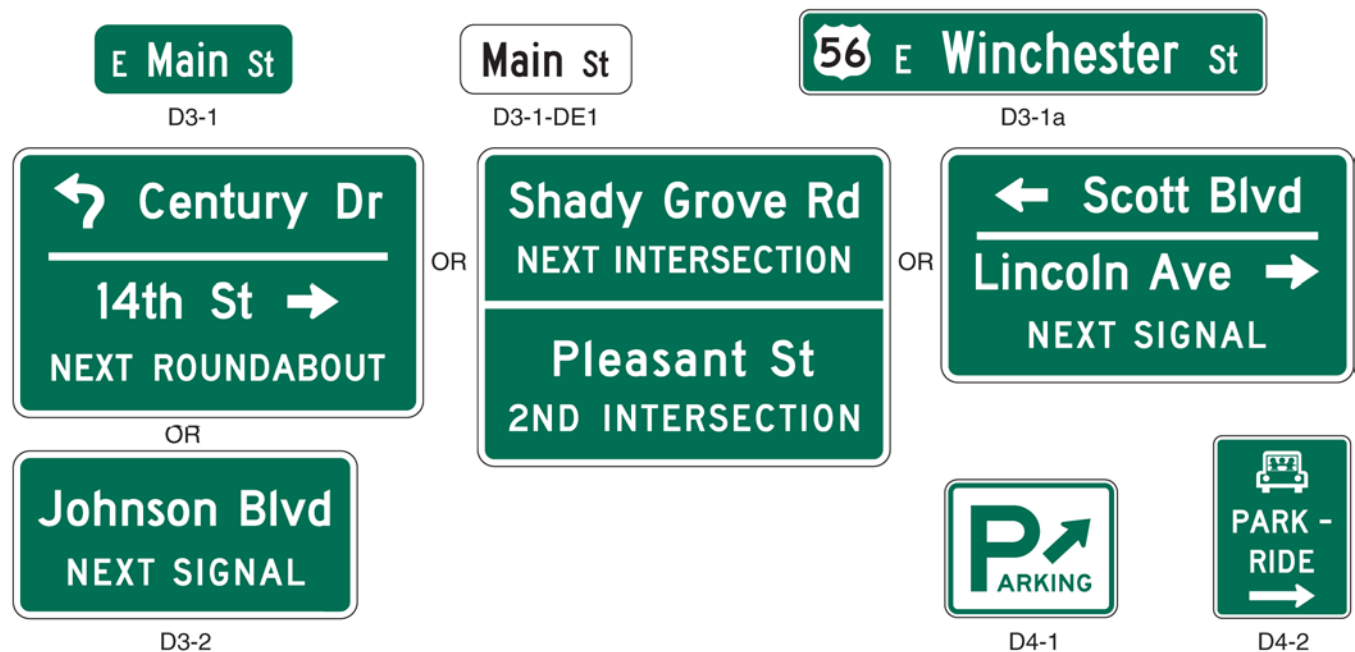 E Main St
D3-1
Main St
D3-1-DE1
56 E Winchester St
D3-1a
Century Dr
14th St
NEXT ROUNDABOUT
OR
Shady Grove Rd
NEXT INTERSECTION
Pleasant St
2ND INTERSECTION
OR
Scott Blvd
Lincoln Ave
NEXT SIGNAL
OR
Johnson Blvd
NEXT SIGNAL
D3-2
PARKING
D4-1
PARK -
RIDE
D4-2